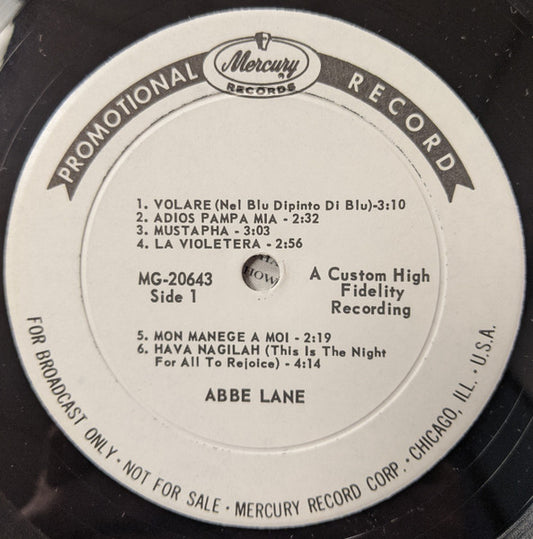 PROMOTIONAL RECORD
Mercury
RECORDS
1. VOLARE (Nel Blu Dipinto Di Blu)-3:10
2. ADIOS PAMPA MIA - 2:32
3. MUSTAPHA - 3:03
4. LA VIOLETERA - 2:56
MG-20643
Side 1
A Custom High
Fidelity
Recording
HOW
5. MON MANEGE A MOI - 2:19
6. HAVA NAGILAH (This Is The Night
For All To Rejoice) - 4:14
ABBE LANE
FOR BROADCAST ONLY · NOT FOR SALE · MERCURY RECORD CORP. · CHICAGO, ILL. · U.S.A.